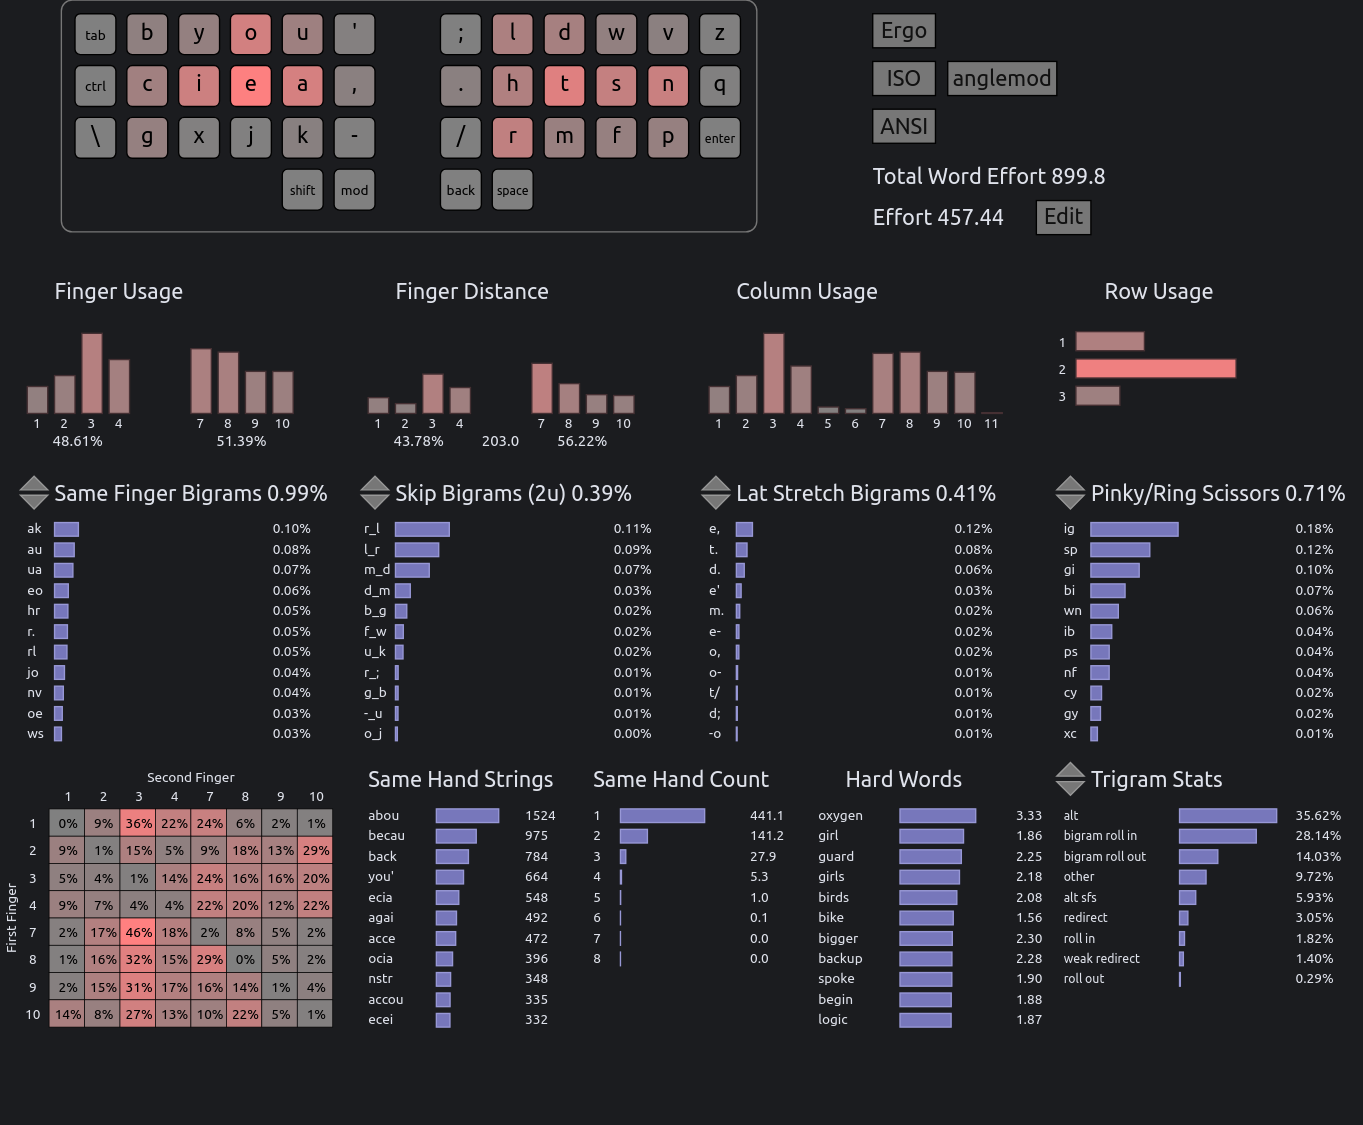 tab b y o u ' ; l d w v z
ctrl c i e a , . h t s n q
\ g x j k - / r m f p enter
shift mod back space
Ergo
ISO anglemod
ANSI
Total Word Effort 899.8
Effort 457.44 Edit
Finger Usage
1 2 3 4 7 8 9 10
48.61% 51.39%
Finger Distance
1 2 3 4 7 8 9 10
43.78% 203.0 56.22%
Column Usage
1 2 3 4 5 6 7 8 9 10 11
Row Usage
1
2
3
Same Finger Bigrams 0.99%
ak 0.10%
au 0.08%
ua 0.07%
eo 0.06%
hr 0.05%
r. 0.05%
rl 0.05%
jo 0.04%
nv 0.04%
oe 0.03%
ws 0.03%
Skip Bigrams (2u) 0.39%
r_l 0.11%
l_r 0.09%
m_d 0.07%
d_m 0.03%
b_g 0.02%
f_w 0.02%
u_k 0.02%
r_; 0.01%
g_b 0.01%
-_u 0.01%
o_j 0.00%
Lat Stretch Bigrams 0.41%
e, 0.12%
t. 0.08%
d. 0.06%
e' 0.03%
m. 0.02%
e- 0.02%
o, 0.02%
o- 0.01%
t/ 0.01%
d; 0.01%
-o 0.01%
Pinky/Ring Scissors 0.71%
ig 0.18%
sp 0.12%
gi 0.10%
bi 0.07%
wn 0.06%
ib 0.04%
ps 0.04%
nf 0.04%
cy 0.02%
gy 0.02%
xc 0.01%
Second Finger
1 2 3 4 7 8 9 10
First Finger
1 0% 9% 36% 22% 24% 6% 2% 1%
2 9% 1% 15% 5% 9% 18% 13% 29%
3 5% 4% 1% 14% 24% 16% 16% 20%
4 9% 7% 4% 4% 22% 20% 12% 22%
7 2% 17% 46% 18% 2% 8% 5% 2%
8 1% 16% 32% 15% 29% 0% 5% 2%
9 2% 15% 31% 17% 16% 14% 1% 4%
10 14% 8% 27% 13% 10% 22% 5% 1%
Same Hand Strings
abou 1524
becau 975
back 784
you' 664
ecia 548
agai 492
acce 472
ocia 396
nstr 348
accou 335
ecei 332
Same Hand Count
1 441.1
2 141.2
3 27.9
4 5.3
5 1.0
6 0.1
7 0.0
8 0.0
Hard Words
oxygen 3.33
girl 1.86
guard 2.25
girls 2.18
birds 2.08
bike 1.56
bigger 2.30
backup 2.28
spoke 1.90
begin 1.88
logic 1.87
Trigram Stats
alt 35.62%
bigram roll in 28.14%
bigram roll out 14.03%
other 9.72%
alt sfs 5.93%
redirect 3.05%
roll in 1.82%
weak redirect 1.40%
roll out 0.29%